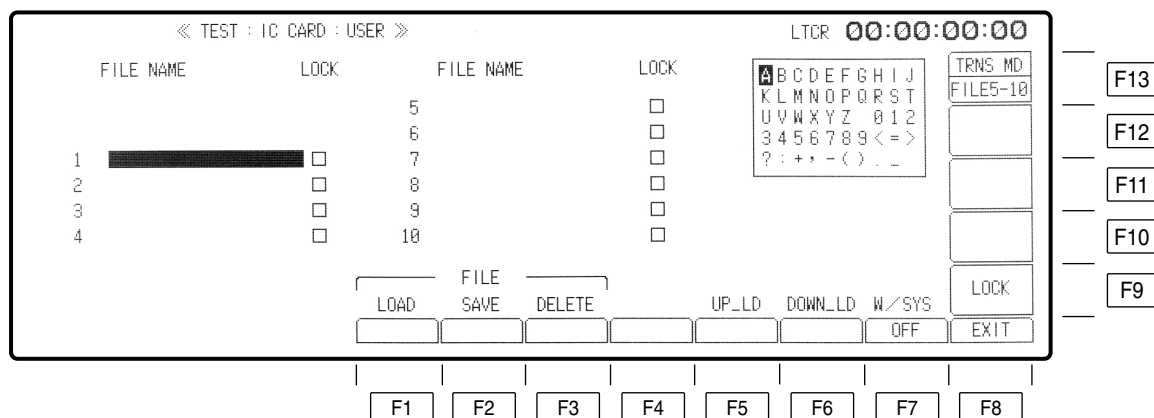 ≪ TEST : IC CARD : USER ≫ LTCR 00:00:00:00
FILE NAME LOCK FILE NAME LOCK
1
2
3
4
5
6
7
8
9
10
A B C D E F G H I J
K L M N O P Q R S T
U V W X Y Z 0 1 2
3 4 5 6 7 8 9 < = >
? : + , - ( ) . _
TRNS MD
FILE5-10
LOCK
FILE
LOAD SAVE DELETE UP_LD DOWN_LD W/SYS
OFF EXIT
F13
F12
F11
F10
F9
F1 F2 F3 F4 F5 F6 F7 F8